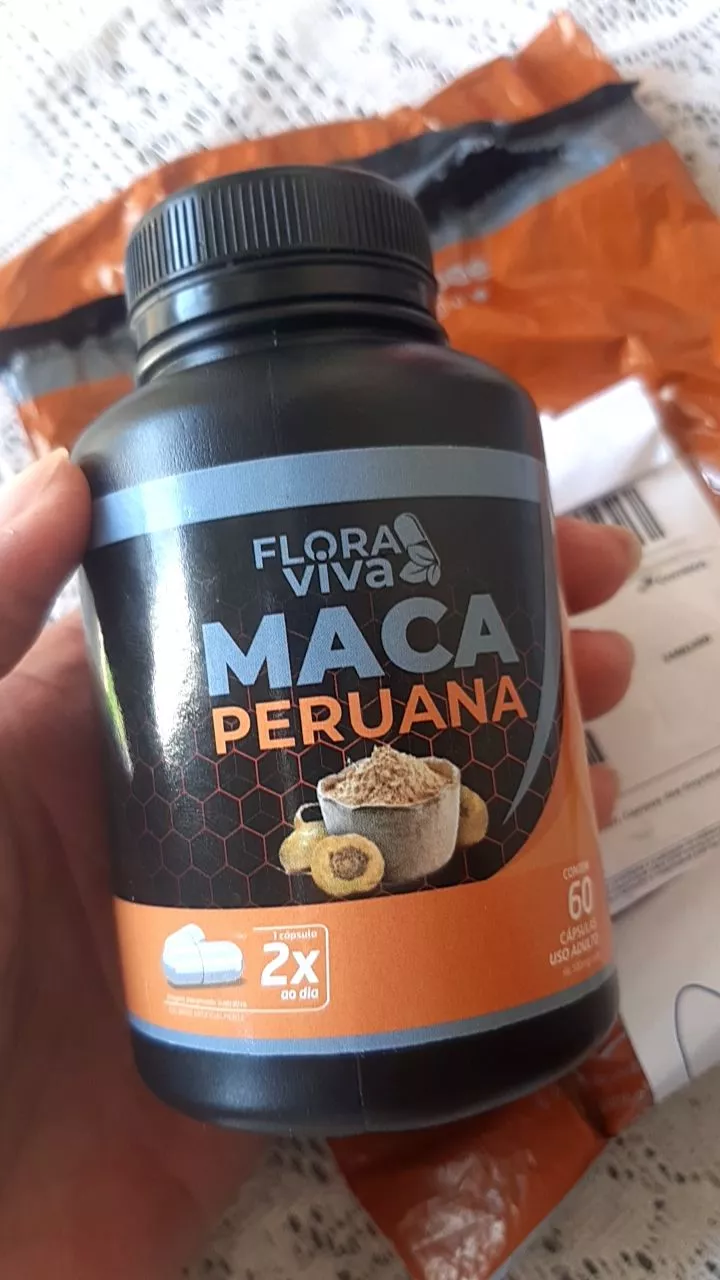 FLORA
viva
MACA
PERUANA
1 cápsula
2x
ao dia
CONTÉM
60
CÁPSULAS
USO ADULTO